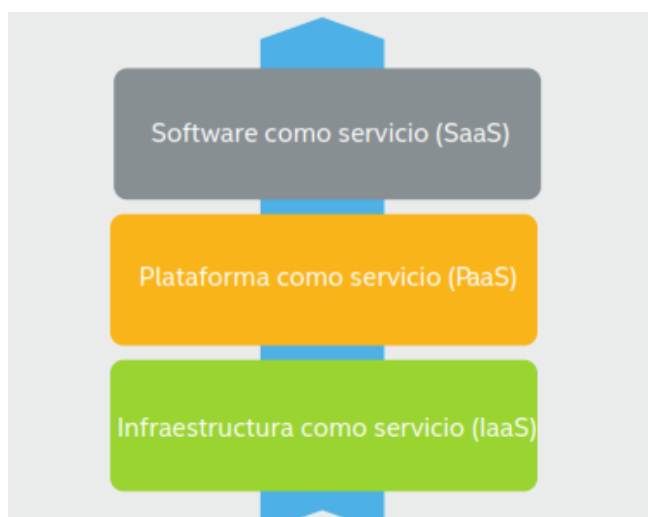 Software como servicio (SaaS)
Plataforma como servicio (PaaS)
Infraestructura como servicio (IaaS)